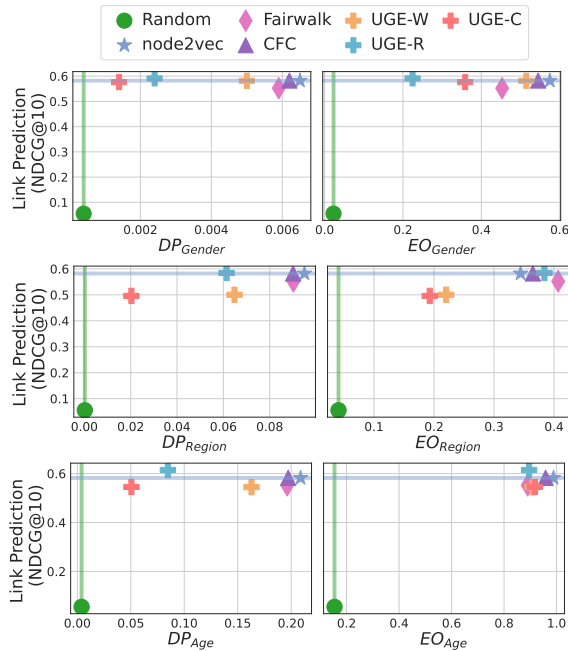 Random Fairwalk UGE-W UGE-C
node2vec CFC UGE-R
Link Prediction
(NDCG@10)
0.6
0.5
0.4
0.3
0.2
0.1
0.002 0.004 0.006
DP_Gender
0.0 0.2 0.4 0.6
EO_Gender
Link Prediction
(NDCG@10)
0.6
0.5
0.4
0.3
0.2
0.1
0.00 0.02 0.04 0.06 0.08
DP_Region
0.1 0.2 0.3 0.4
EO_Region
Link Prediction
(NDCG@10)
0.6
0.4
0.2
0.00 0.05 0.10 0.15 0.20
DP_Age
0.2 0.4 0.6 0.8 1.0
EO_Age